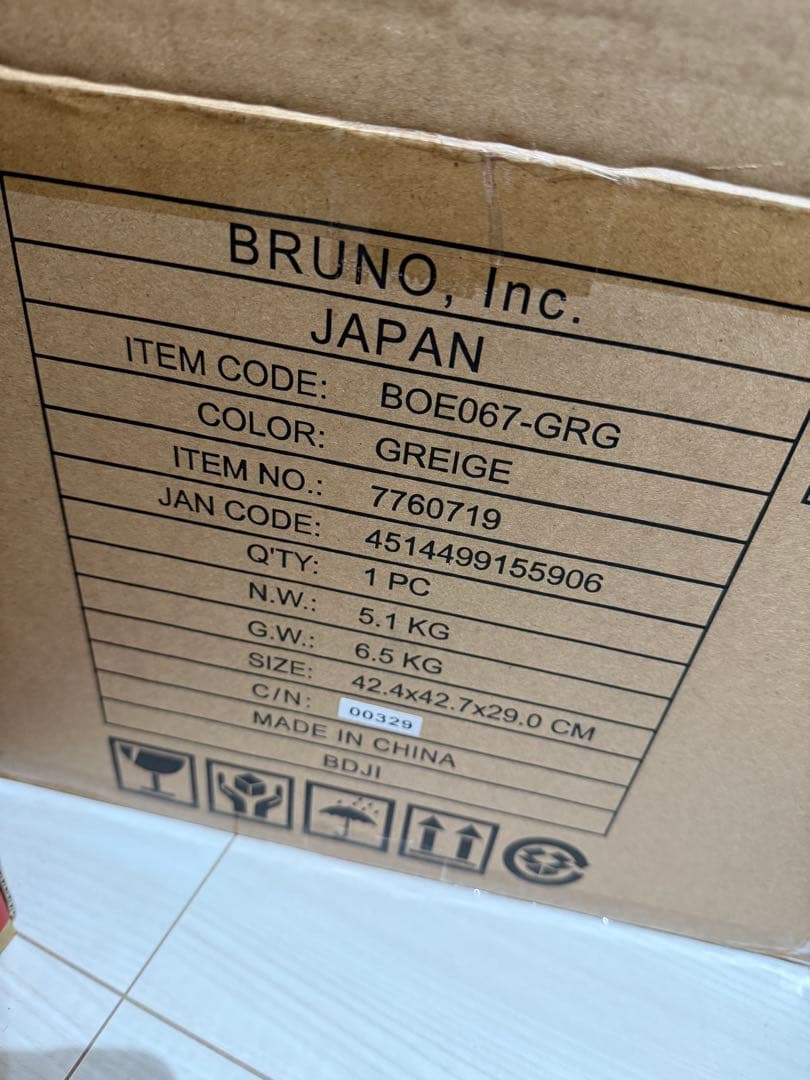 BRUNO, Inc.
JAPAN
ITEM CODE: BOE067-GRG
COLOR: GREIGE
ITEM NO.: 7760719
JAN CODE: 4514499155906
Q'TY: 1 PC
N.W.: 5.1 KG
G.W.: 6.5 KG
SIZE: 42.4x42.7x29.0 CM
C/N: 00329
MADE IN CHINA
BDJI